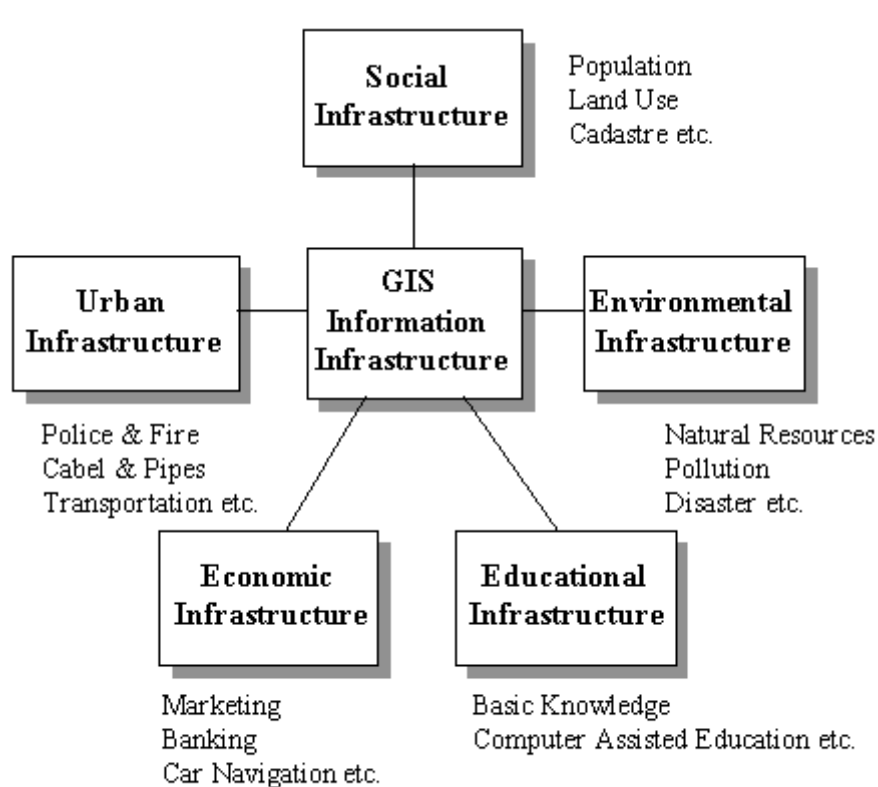 Social
Infrastructure
Population
Land Use
Cadastre etc.
Urban
Infrastructure
GIS
Information
Infrastructure
Environmental
Infrastructure
Police & Fire
Cabel & Pipes
Transportation etc.
Natural Resources
Pollution
Disaster etc.
Economic
Infrastructure
Educational
Infrastructure
Marketing
Banking
Car Navigation etc.
Basic Knowledge
Computer Assisted Education etc.